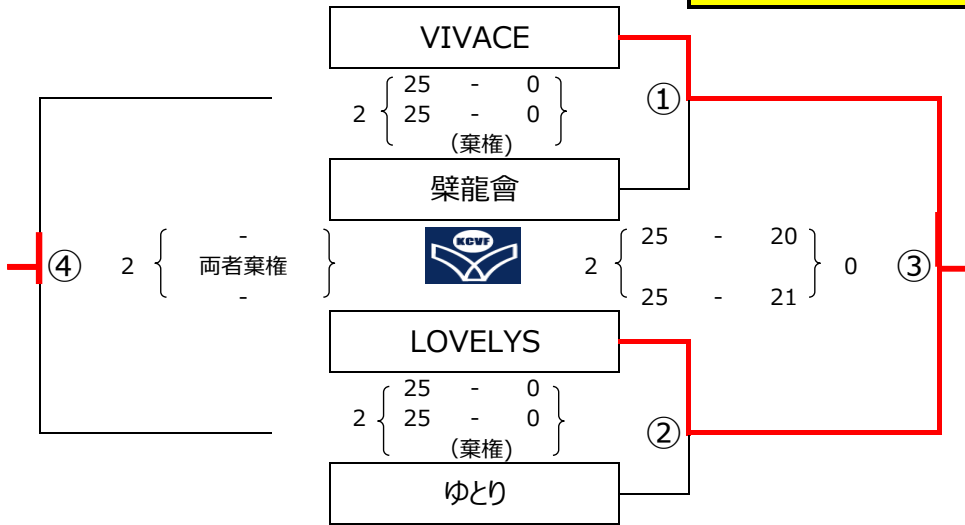 VIVACE
25 - 0
2 25 - 0
(棄権)
①
檗龍會
-
④ 2 両者棄権
-
KCVF
25 - 20
2 0 ③
25 - 21
LOVELYS
25 - 0
2 25 - 0
(棄権)
②
ゆとり